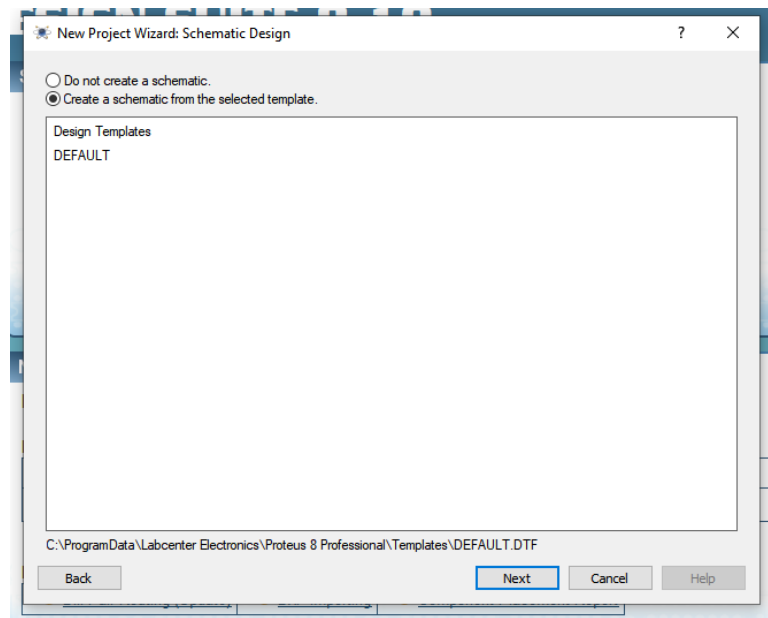 New Project Wizard: Schematic Design
?
Do not create a schematic.
Create a schematic from the selected template.
Design Templates
DEFAULT
C:\ProgramData\Labcenter Electronics\Proteus 8 Professional\Templates\DEFAULT.DTF
Back
Next
Cancel
Help